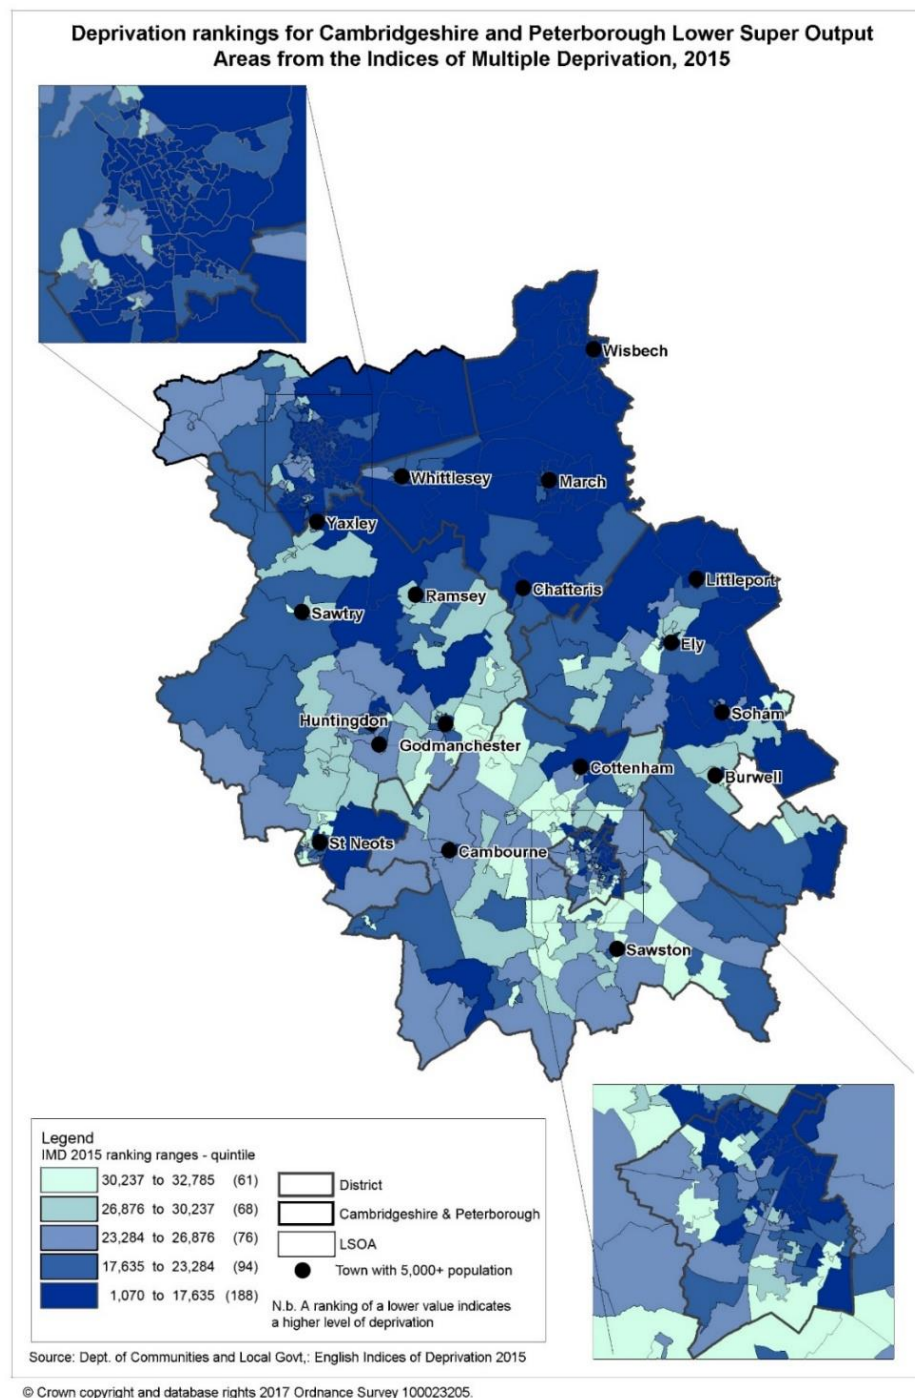 Deprivation rankings for Cambridgeshire and Peterborough Lower Super Output
Areas from the Indices of Multiple Deprivation, 2015
Wisbech
Whittlesey
March
Yaxley
Chatteris
Littleport
Ramsey
Sawtry
Ely
Soham
Huntingdon
Godmanchester
Cottenham
Burwell
St Neots
Cambourne
Sawston
Legend
IMD 2015 ranking ranges - quintile
30,237 to 32,785 (61)
26,876 to 30,237 (68)
23,284 to 26,876 (76)
17,635 to 23,284 (94)
1,070 to 17,635 (188)
District
Cambridgeshire & Peterborough
LSOA
Town with 5,000+ population
N.b. A ranking of a lower value indicates
a higher level of deprivation
Source: Dept. of Communities and Local Govt,: English Indices of Deprivation 2015
© Crown copyright and database rights 2017 Ordnance Survey 100023205.